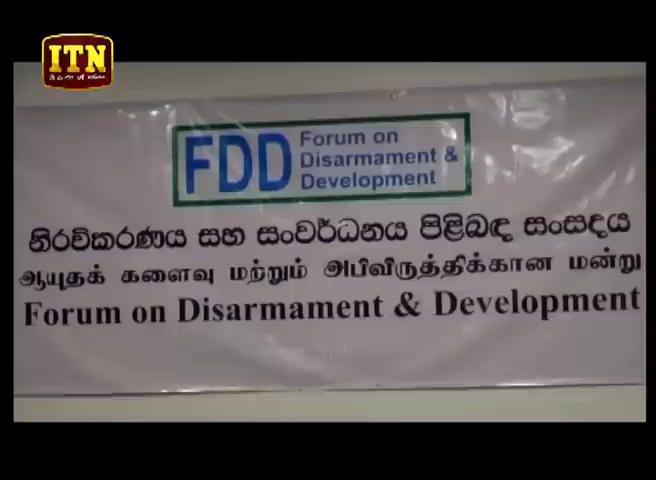 ITN
FDD
Forum on
Disarmament &
Development
නිරවිකරණය සහ සංවර්ධනය පිළිබඳ සංසදය
ஆயுதக் களைவு மற்றும் அபிவிருத்திக்கான மன்று
Forum on Disarmament & Development